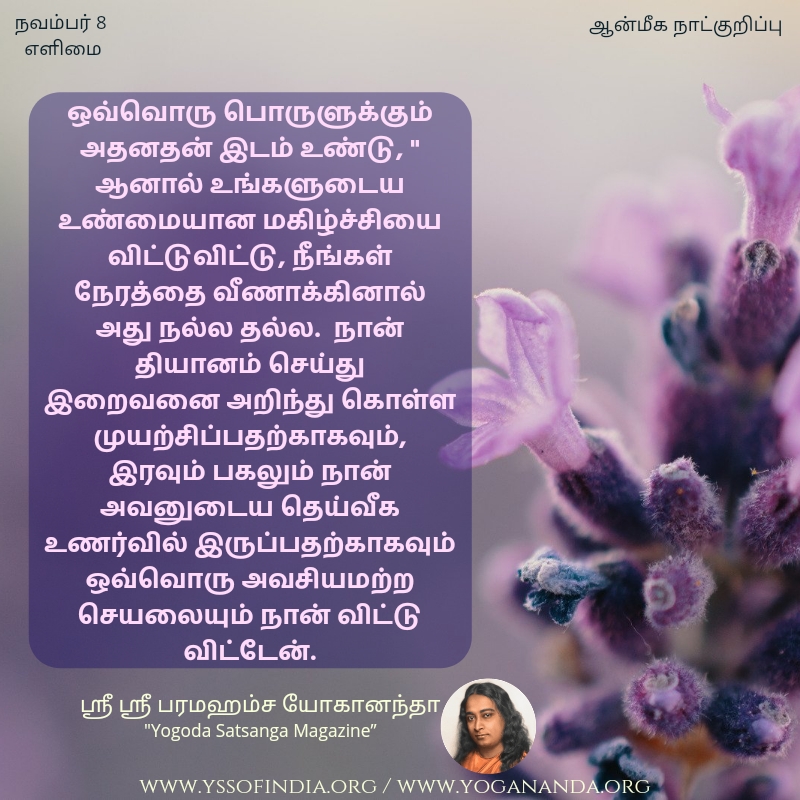 நவம்பர் 8
எளிமை
ஆன்மீக நாட்குறிப்பு
ஒவ்வொரு பொருளுக்கும்
அதனதன் இடம் உண்டு, "
ஆனால் உங்களுடைய
உண்மையான மகிழ்ச்சியை
விட்டுவிட்டு, நீங்கள்
நேரத்தை வீணாக்கினால்
அது நல்ல தல்ல. நான்
தியானம் செய்து
இறைவனை அறிந்து கொள்ள
முயற்சிப்பதற்காகவும்,
இரவும் பகலும் நான்
அவனுடைய தெய்வீக
உணர்வில் இருப்பதற்காகவும்
ஒவ்வொரு அவசியமற்ற
செயலையும் நான் விட்டு
விட்டேன்.
ஸ்ரீ ஸ்ரீ பரமஹம்ச யோகானந்தா
"Yogoda Satsanga Magazine”
WWW.YSSOFINDIA.ORG / WWW.YOGANANDA.ORG